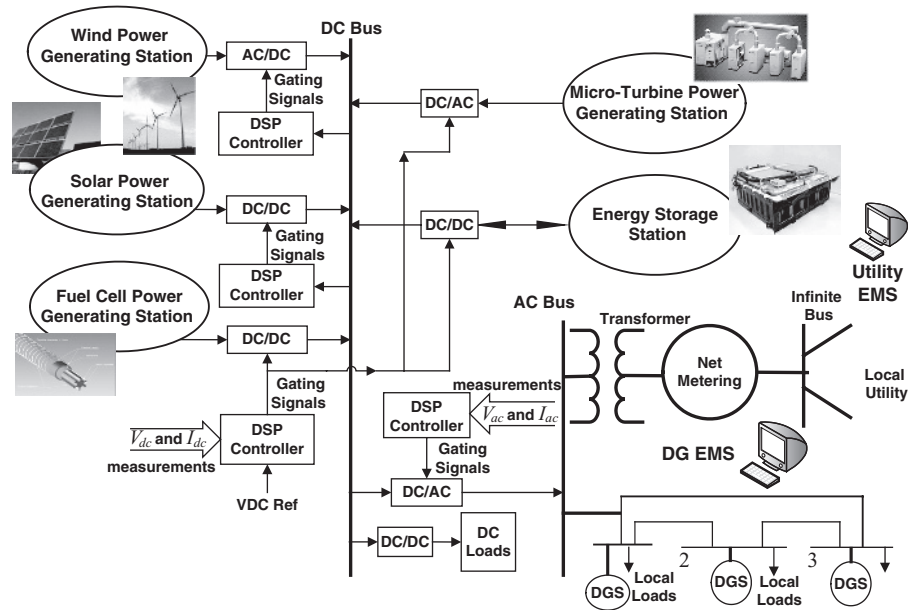 Wind Power
Generating Station
AC/DC
DC Bus
Gating
Signals
DSP
Controller
DC/AC
Micro-Turbine Power
Generating Station
Solar Power
Generating Station
DC/DC
Gating
Signals
DSP
Controller
DC/DC
Energy Storage
Station
Utility
EMS
Fuel Cell Power
Generating Station
DC/DC
Gating
Signals
DSP
Controller
Vdc and Idc
measurements
VDC Ref
AC Bus
Transformer
Infinite
Bus
Net
Metering
Local
Utility
measurements
Vac and Iac
DSP
Controller
Gating
Signals
DG EMS
DC/AC
DC/DC
DC
Loads
2
3
DGS
Local
Loads
DGS
Local
Loads
DGS